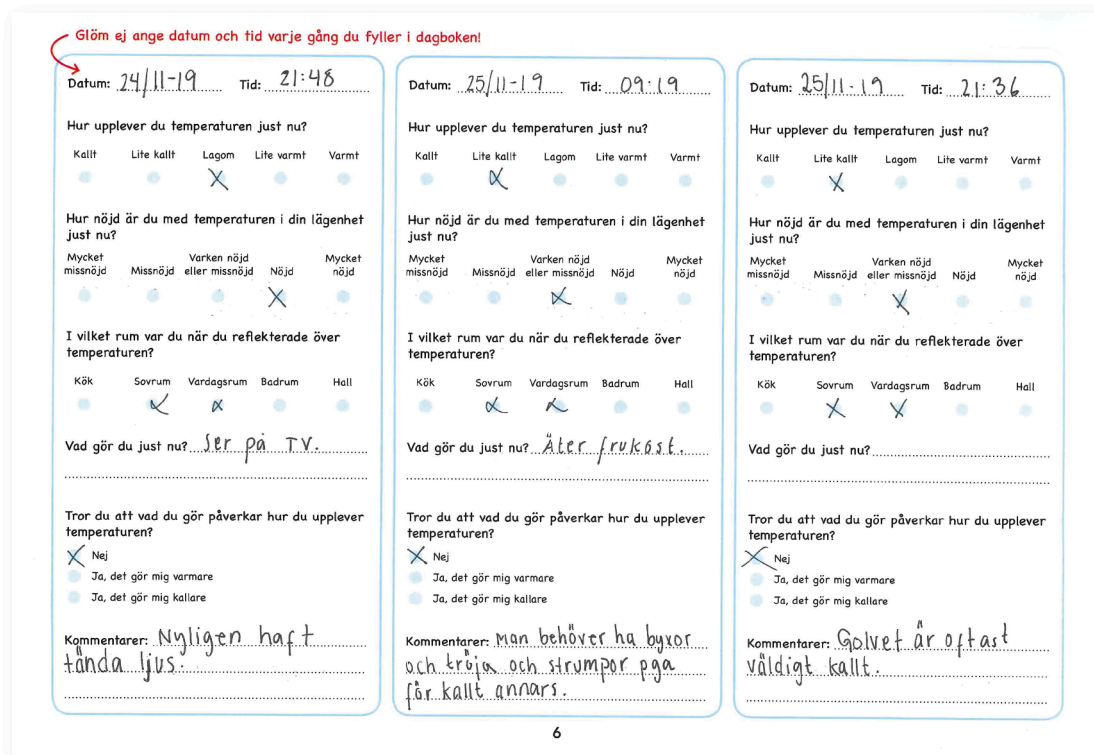 Glöm ej ange datum och tid varje gång du fyller i dagboken!
Datum: 24/11-19 Tid: 21:48
Hur upplever du temperaturen just nu?
Kallt Lite kallt Lagom Lite varmt Varmt
Hur nöjd är du med temperaturen i din lägenhet
just nu?
Mycket missnöjd Missnöjd Varken nöjd eller missnöjd Nöjd Mycket nöjd
I vilket rum var du när du reflekterade över
temperaturen?
Kök Sovrum Vardagsrum Badrum Hall
Vad gör du just nu? Ser på TV.
Tror du att vad du gör påverkar hur du upplever
temperaturen?
Nej
Ja, det gör mig varmare
Ja, det gör mig kallare
Kommentarer: Nyligen haft
tända ljus.
Datum: 25/11-19 Tid: 09:19
Hur upplever du temperaturen just nu?
Kallt Lite kallt Lagom Lite varmt Varmt
Hur nöjd är du med temperaturen i din lägenhet
just nu?
Mycket missnöjd Missnöjd Varken nöjd eller missnöjd Nöjd Mycket nöjd
I vilket rum var du när du reflekterade över
temperaturen?
Kök Sovrum Vardagsrum Badrum Hall
Vad gör du just nu? Äter frukost.
Tror du att vad du gör påverkar hur du upplever
temperaturen?
Nej
Ja, det gör mig varmare
Ja, det gör mig kallare
Kommentarer: Man behöver ha byxor
och tröja och strumpor pga
för kallt annars.
Datum: 25/11-19 Tid: 21:36
Hur upplever du temperaturen just nu?
Kallt Lite kallt Lagom Lite varmt Varmt
Hur nöjd är du med temperaturen i din lägenhet
just nu?
Mycket missnöjd Missnöjd Varken nöjd eller missnöjd Nöjd Mycket nöjd
I vilket rum var du när du reflekterade över
temperaturen?
Kök Sovrum Vardagsrum Badrum Hall
Vad gör du just nu?
Tror du att vad du gör påverkar hur du upplever
temperaturen?
Nej
Ja, det gör mig varmare
Ja, det gör mig kallare
Kommentarer: Golvet är oftast
väldigt kallt.
6